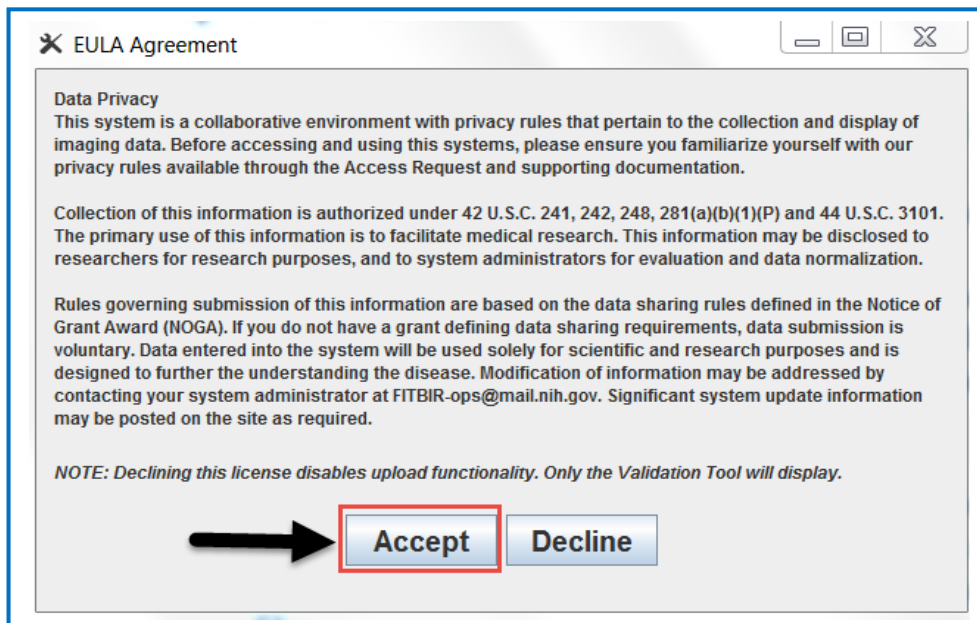 EULA Agreement
Data Privacy
This system is a collaborative environment with privacy rules that pertain to the collection and display of
imaging data. Before accessing and using this systems, please ensure you familiarize yourself with our
privacy rules available through the Access Request and supporting documentation.
Collection of this information is authorized under 42 U.S.C. 241, 242, 248, 281(a)(b)(1)(P) and 44 U.S.C. 3101.
The primary use of this information is to facilitate medical research. This information may be disclosed to
researchers for research purposes, and to system administrators for evaluation and data normalization.
Rules governing submission of this information are based on the data sharing rules defined in the Notice of
Grant Award (NOGA). If you do not have a grant defining data sharing requirements, data submission is
voluntary. Data entered into the system will be used solely for scientific and research purposes and is
designed to further the understanding the disease. Modification of information may be addressed by
contacting your system administrator at FITBIR-ops@mail.nih.gov. Significant system update information
may be posted on the site as required.
NOTE: Declining this license disables upload functionality. Only the Validation Tool will display.
Accept Decline